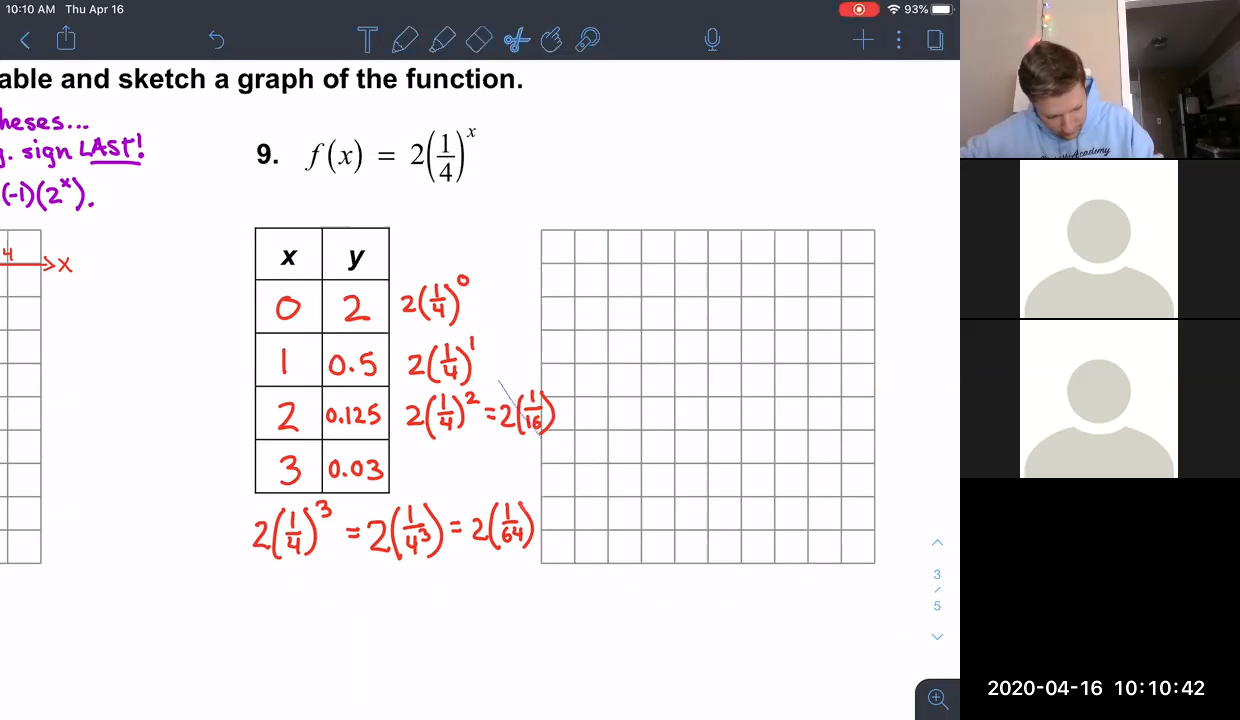 10:10 AM Thu Apr 16
93%
able and sketch a graph of the function.
heses...
g. sign LAST!
(-1)(2^x).
4
x
9. f(x) = 2(1/4)^x
x y
0 2 2(1/4)^0
1 0.5 2(1/4)^1
2 0.125 2(1/4)^2 = 2(1/16)
3 0.03
2(1/4)^3 = 2(1/4^3) = 2(1/64)
3
/
5
Academy
2020-04-16 10:10:42